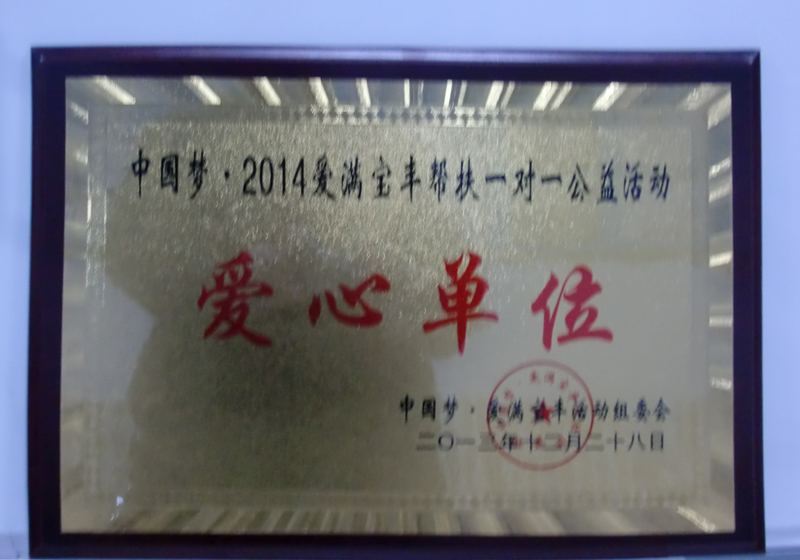 中国梦·2014爱满宝丰帮扶一对一公益活动
爱心单位
中国梦·爱满宝丰活动组委会
二〇一三年十二月二十八日